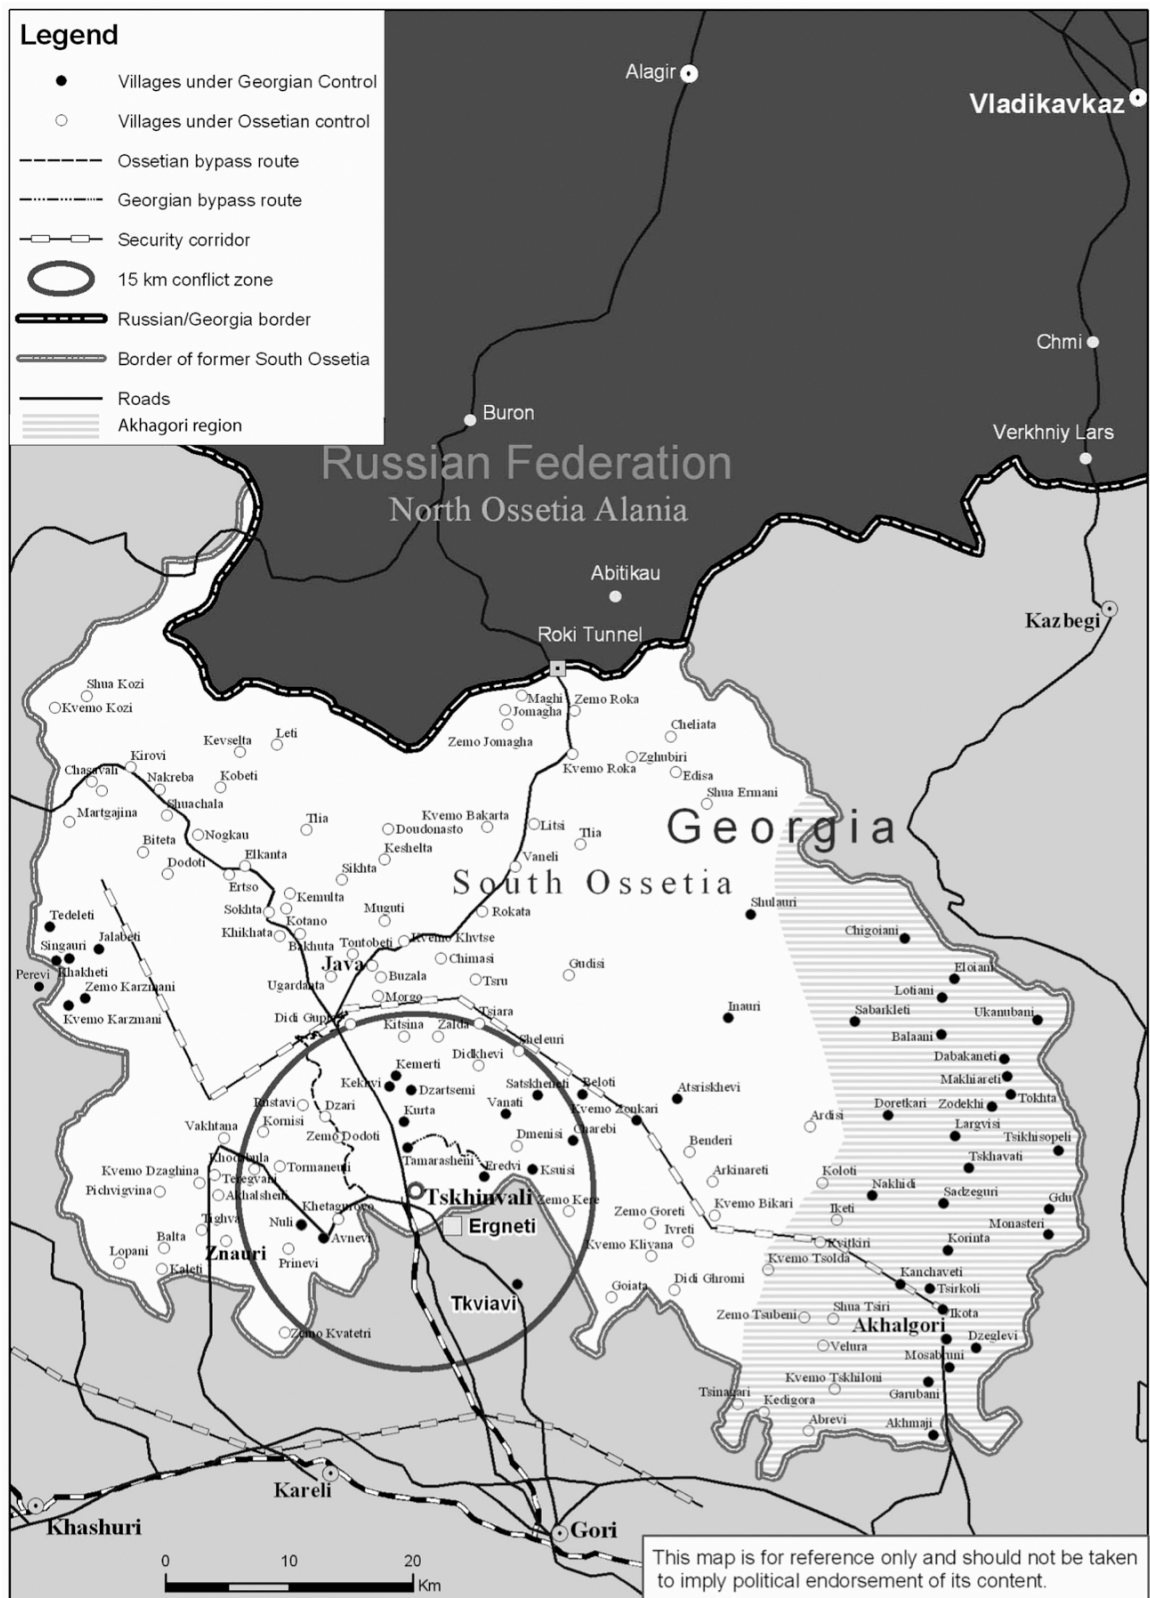 Legend
Villages under Georgian Control
Villages under Ossetian control
Ossetian bypass route
Georgian bypass route
Security corridor
15 km conflict zone
Russian/Georgia border
Border of former South Ossetia
Roads
Akhagori region
Alagir
Vladikavkaz
Chmi
Buron
Verkhniy Lars
Russian Federation
North Ossetia Alania
Abitikau
Kazbegi
Roki Tunnel
Shua Kozi
Kvemo Kozi
Maghi
Zemo Roka
Jomagha
Zemo Jomagha
Cheliata
Leti
Kevselta
Kirovi
Kvemo Roka
Zghubiri
Edisa
Chasavali
Nakreba
Kobeti
Shua Ermani
Martgajina
Shuachala
Georgia
Tlia
Kvemo Bakarta
Doudonasto
Litsi
Tlia
Biteta
Nogkau
Keshelta
Elkanta
Vaneli
Dodoti
Sikhta
Ertso
South Ossetia
Kemulta
Sokhta
Muguti
Rokata
Shulauri
Kotano
Tedeleti
Khikhata
Bakhuta
Tontobeti
Kvemo Khvtse
Chigoiani
Jalabeti
Singauri
Java
Chimasi
Gudisi
Eloiani
Perevi
Khakheti
Ugardanta
Buzala
Tsru
Zemo Karzmani
Morgo
Lotiani
Kvemo Karzmani
Didi Gup
Tsiara
Inauri
Sabarkleti
Ukanubani
Kitsina
Zalda
Sheleuri
Balaani
Didkhevi
Dabakaneti
Kemerti
Kekhvi
Dzartsemi
Satskheneti
Beloti
Atsriskhevi
Makhiareti
Rustavi
Dzari
Kurta
Vanati
Kvemo Zonkari
Ardisi
Doretkari
Zodekhi
Tokhta
Vakhtana
Kornisi
Zemo Dodoti
Dmenisi
Charebi
Benderi
Largvisi
Tsikhisopeli
Khodabula
Tormaneuli
Tamarasheni
Eredvi
Ksuisi
Arkinareti
Koloti
Tskhavati
Kvemo Dzaghina
Teregvani
Pichvigvina
Akhalsheni
Tskhinvali
Zemo Kere
Kvemo Bikari
Nakhidi
Sadzeguri
Gdu
Khetagurovo
Tighva
Nuli
Ergneti
Zemo Goreti
Iketi
Monasteri
Balta
Znauri
Avnevi
Ivreti
Kvitkiri
Korinta
Lopani
Kaleti
Prinevi
Kvemo Kliyana
Kvemo Tsolda
Kanchaveti
Tkviavi
Goiata
Didi Ghromi
Tsirkoli
Zemo Tsubeni
Shua Tsiri
Ikota
Zemo Kvatetri
Akhalgori
Dzeglevi
Velura
Mosabruni
Kvemo Tskhiloni
Tsinagari
Kedigora
Garubani
Abrevi
Akhmaji
Kareli
Khashuri
Gori
0 10 20
Km
This map is for reference only and should not be taken
to imply political endorsement of its content.